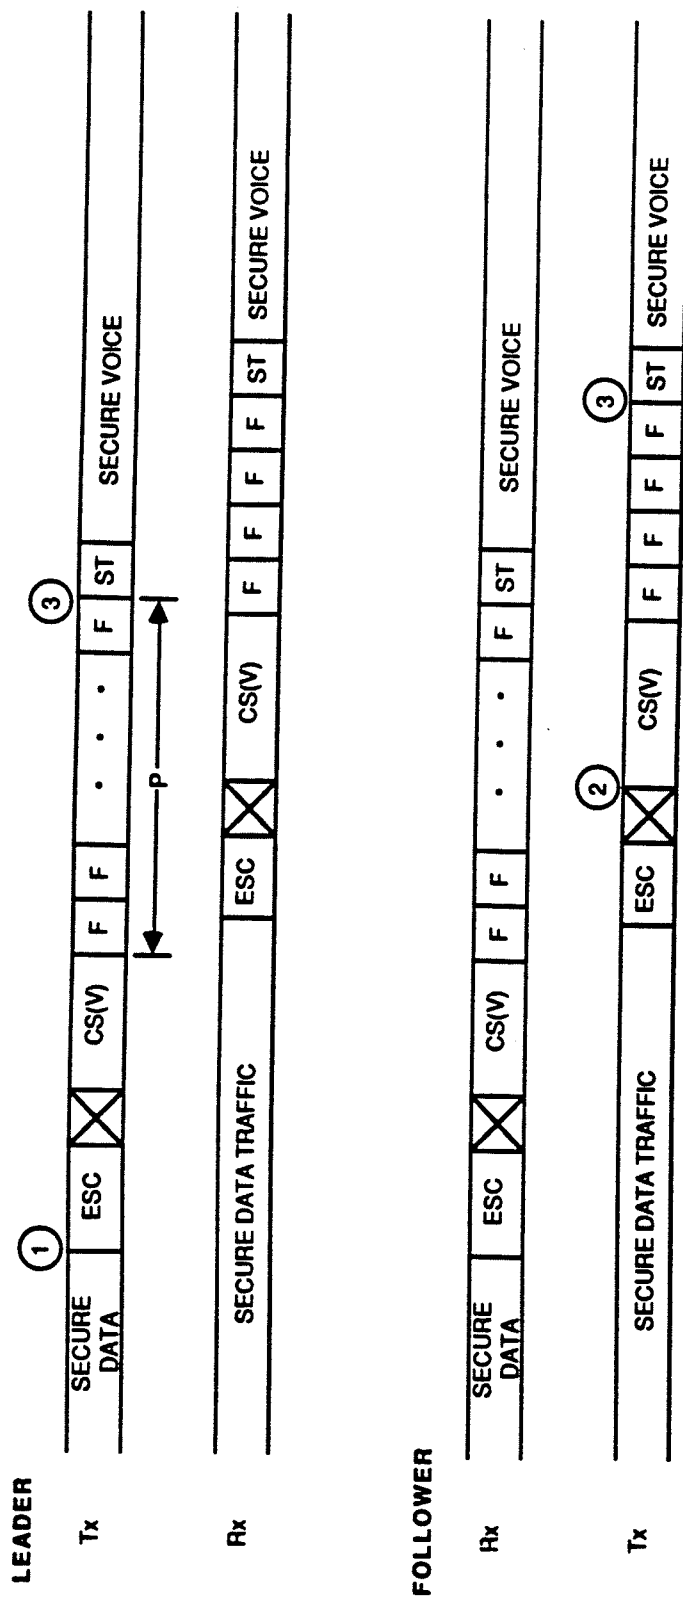 LEADER
1
3
Tx
SECURE
DATA
ESC
CS(V)
F
F
. . .
F
ST
SECURE VOICE
P
Rx
SECURE DATA TRAFFIC
ESC
CS(V)
F
F
F
F
ST
SECURE VOICE
FOLLOWER
Rx
SECURE
DATA
ESC
CS(V)
F
F
. . .
F
ST
SECURE VOICE
2
3
Tx
SECURE DATA TRAFFIC
ESC
CS(V)
F
F
F
F
ST
SECURE VOICE